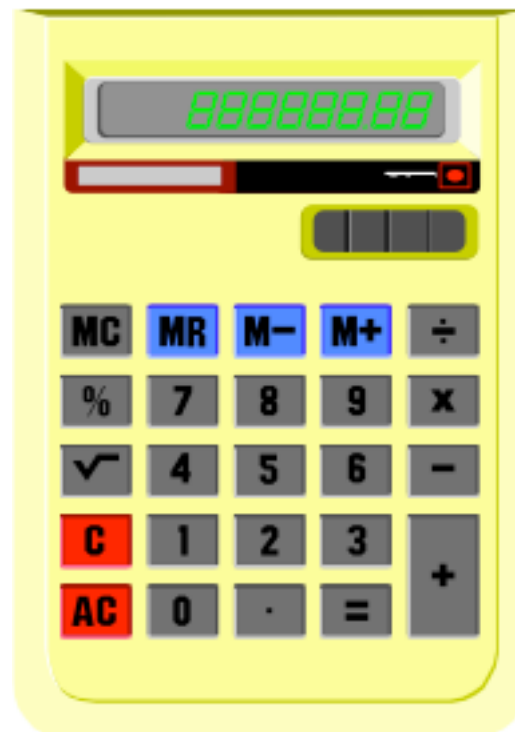 88888888
MC MR M− M+ ÷
% 7 8 9 x
√ 4 5 6 −
C 1 2 3
+
AC 0 . =